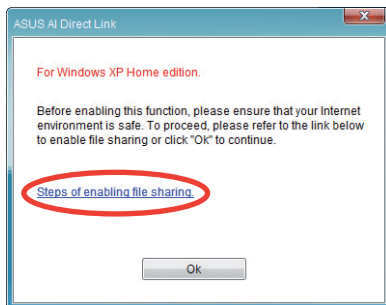 ASUS AI Direct Link
For Windows XP Home edition.
Before enabling this function, please ensure that your Internet
environment is safe. To proceed, please refer to the link below
to enable file sharing or click "Ok" to continue.
Steps of enabling file sharing.
Ok